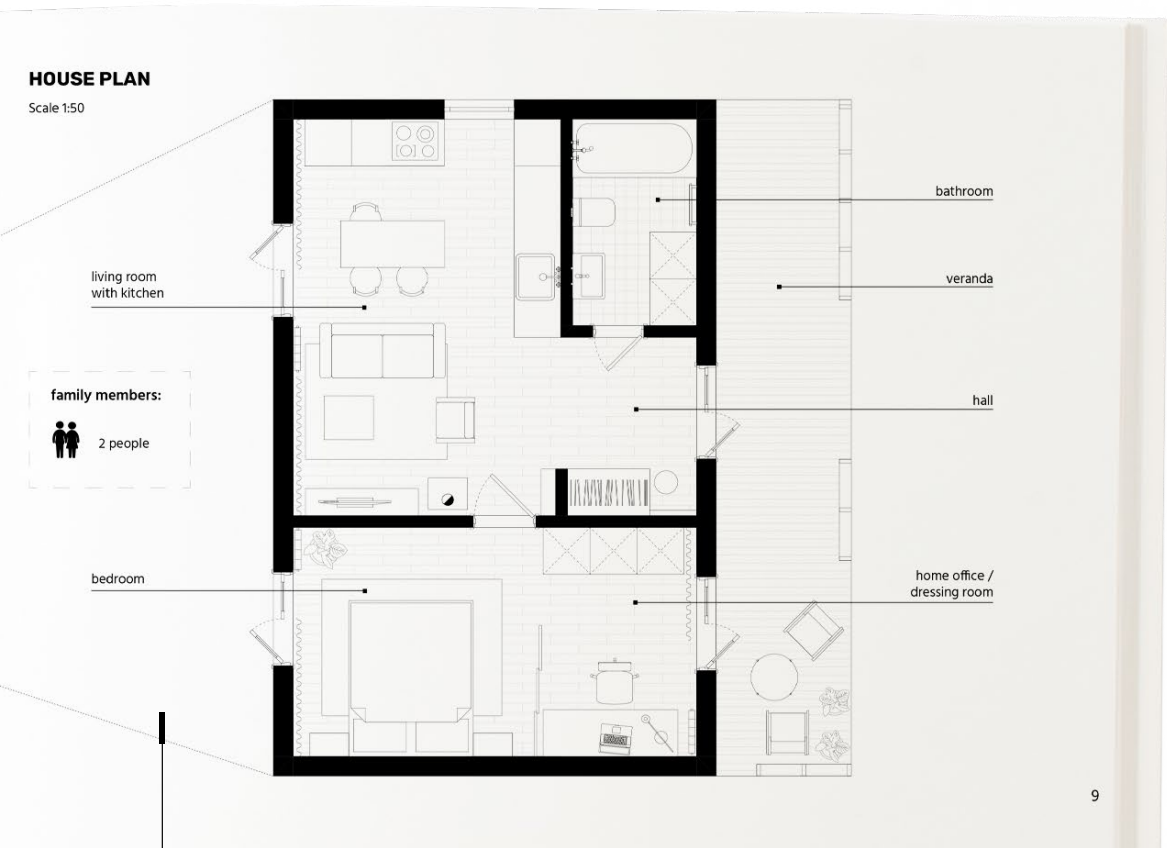 HOUSE PLAN
Scale 1:50
bathroom
living room
with kitchen
veranda
family members:
2 people
hall
bedroom
home office /
dressing room
9